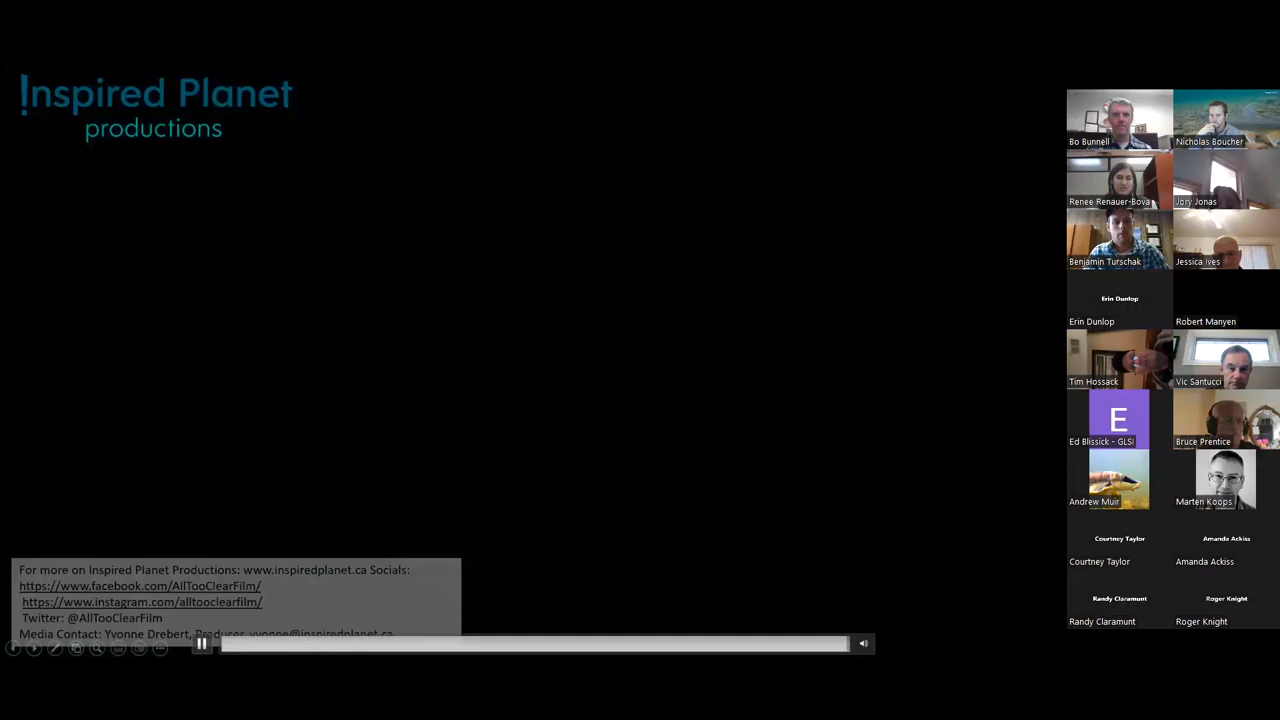 Inspired Planet
productions
For more on Inspired Planet Productions: www.inspiredplanet.ca Socials:
https://www.facebook.com/AllTooClearFilm/
https://www.instagram.com/alltooclearfilm/
Twitter: @AllTooClearFilm
Media Contact: Yvonne Drebert, Producer, yvonne@inspiredplanet.ca
Bo Bunnell
Nicholas Boucher
Renee Renauer-Bova
Jory Jonas
Benjamin Turschak
Jessica Ives
Erin Dunlop
Erin Dunlop
Robert Manyen
Tim Hossack
Vic Santucci
E
Ed Blissick - GLSI
Bruce Prentice
Andrew Muir
Marten Koops
Courtney Taylor
Amanda Ackiss
Courtney Taylor
Amanda Ackiss
Randy Claramunt
Roger Knight
Randy Claramunt
Roger Knight